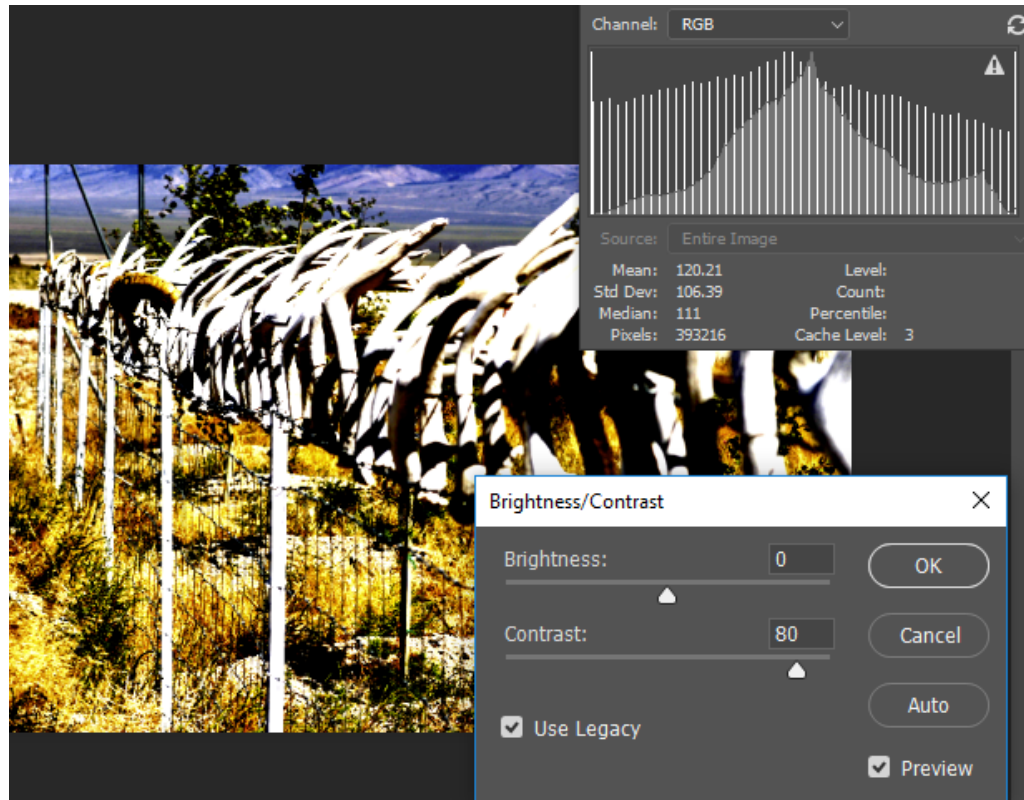 Channel: RGB
Source: Entire Image
Mean: 120.21 Level:
Std Dev: 106.39 Count:
Median: 111 Percentile:
Pixels: 393216 Cache Level: 3
Brightness/Contrast
Brightness: 0
OK
Contrast: 80
Cancel
Auto
Use Legacy
Preview